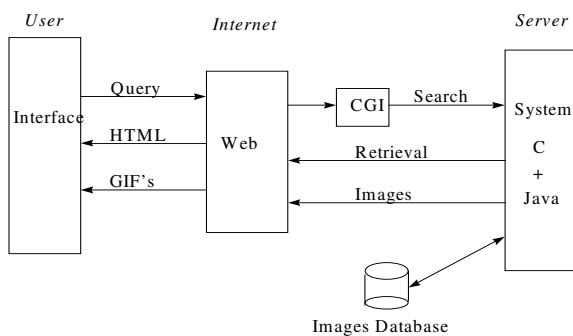 User
Internet
Server
Query
Interface
HTML
GIF's
Web
CGI
Search
Retrieval
Images
System
C
+
Java
Images Database